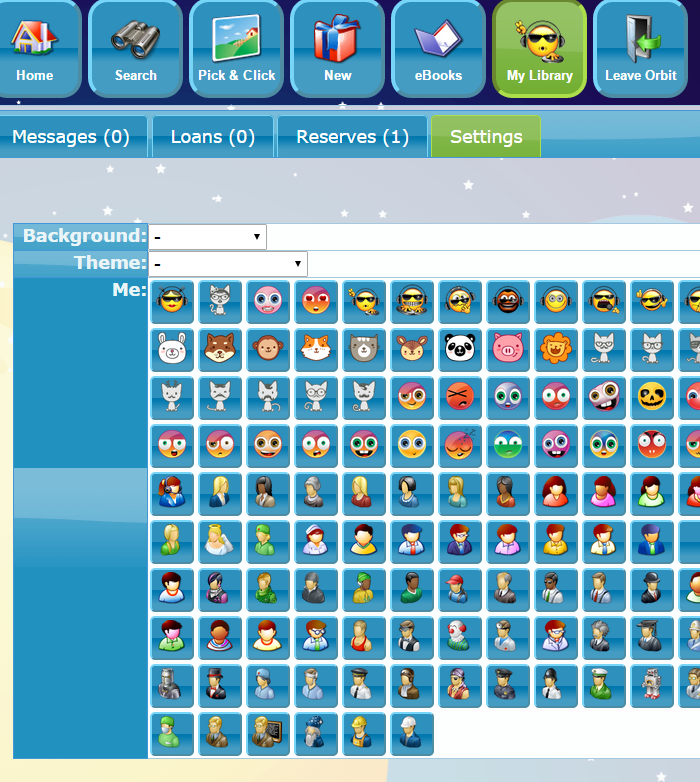 Home Search Pick & Click New eBooks My Library Leave Orbit
Messages (0) Loans (0) Reserves (1) Settings
Background: -
Theme: -
Me: